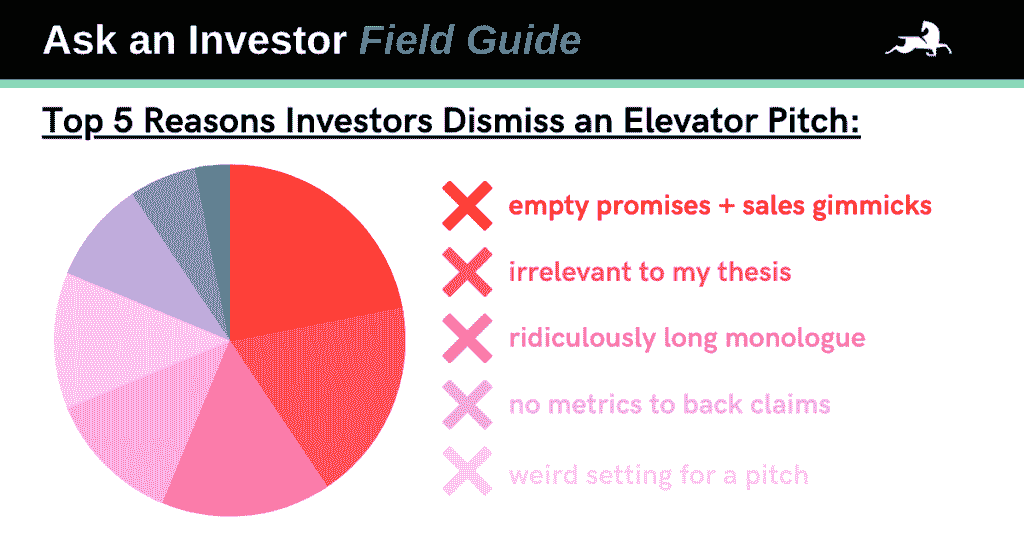 Ask an Investor Field Guide
Top 5 Reasons Investors Dismiss an Elevator Pitch:
empty promises + sales gimmicks
irrelevant to my thesis
ridiculously long monologue
no metrics to back claims
weird setting for a pitch